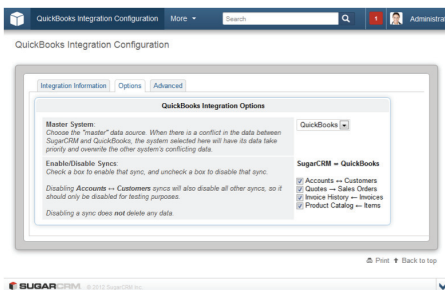 QuickBooks Integration Configuration More Search 1 Administra
QuickBooks Integration Configuration
Integration Information Options Advanced
QuickBooks Integration Options
Master System:
Choose the "master" data source. When there is a conflict in the data between
SugarCRM and QuickBooks, the system selected here will have its data take
priority and overwrite the other system's conflicting data.
QuickBooks
Enable/Disable Syncs:
Check a box to enable that sync, and uncheck a box to disable that sync.
Disabling Accounts ↔ Customers syncs will also disable all other syncs, so it
should only be disabled for testing purposes.
Disabling a sync does not delete any data.
SugarCRM ↔ QuickBooks
Accounts ↔ Customers
Quotes → Sales Orders
Invoice History ↔ Invoices
Product Catalog ↔ Items
Print Back to top
SUGARCRM © 2012 SugarCRM Inc.